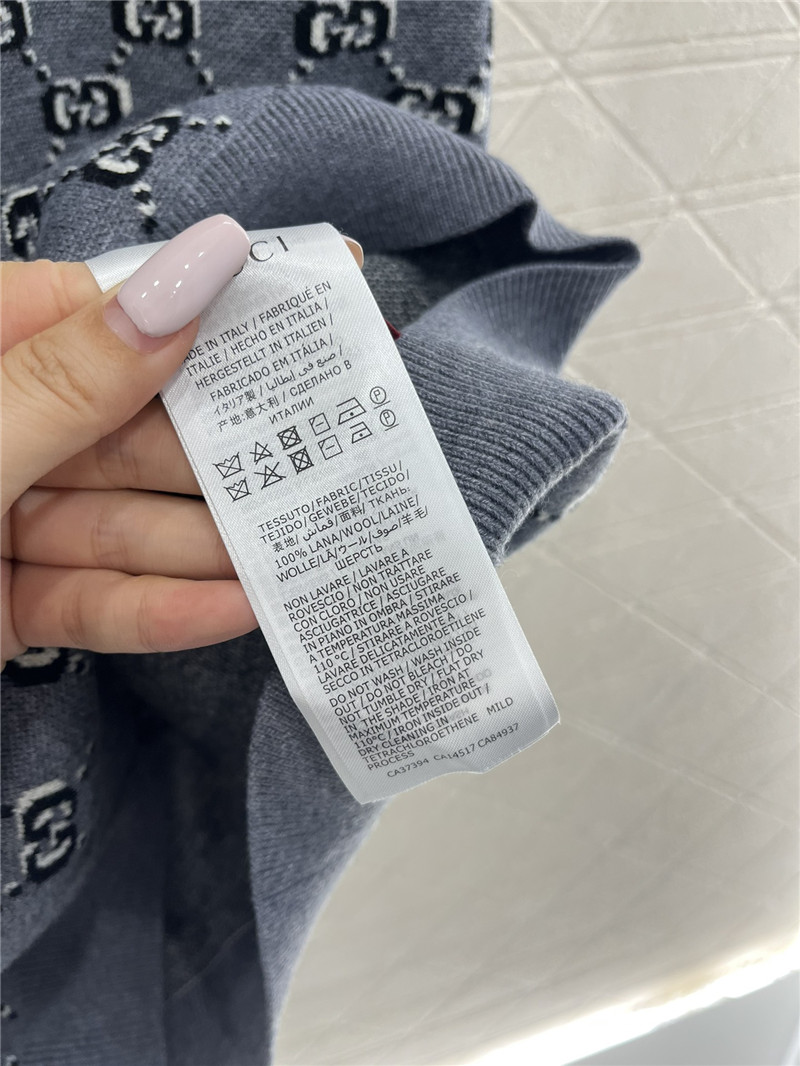 CI
ADE IN ITALY / FABRIQUÉ EN
ITALIE / HECHO EN ITALIA /
HERGESTELLT IN ITALIEN /
FABRICADO EM ITÁLIA /
イタリア製 / صنع في إيطاليا /
产地:意大利 / СДЕЛАНО В
ИТАЛИИ
TESSUTO/FABRIC/TISSU/
TEJIDO/GEWEBE/TECIDO/
表地/قماش/面料/ ТКАНЬ:
100% LANA/WOOL/LAINE/
WOLLE/LÃ/ウール/صوف/羊毛/
ШЕРСТЬ
NON LAVARE / LAVARE A
ROVESCIO / NON TRATTARE
CON CLORO / NON USARE
ASCIUGATRICE / ASCIUGARE
IN PIANO IN OMBRA / STIRARE
A TEMPERATURA MASSIMA
110 °C / STIRARE A ROVESCIO /
LAVARE DELICATAMENTE A
SECCO IN TETRACLOROETILENE
DO NOT WASH / WASH INSIDE
OUT / DO NOT BLEACH / DO
NOT TUMBLE DRY / FLAT DRY
IN THE SHADE / IRON AT
MAXIMUM TEMPERATURE
110°C / IRON INSIDE OUT /
DRY CLEANING IN
TETRACHLOROETHENE MILD
PROCESS
CA37394 CA14517 CA84937